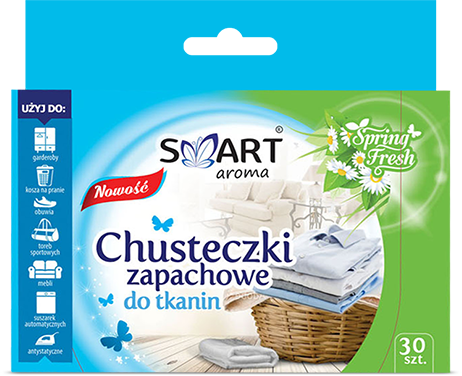 UŻYJ DO:
garderoby
kosza na pranie
obuwia
toreb
sportowych
mebli
suszarek
automatycznych
antystatyczne
SMART®
aroma
Nowość
Spring
Fresh
Chusteczki
zapachowe
do tkanin
30
szt.